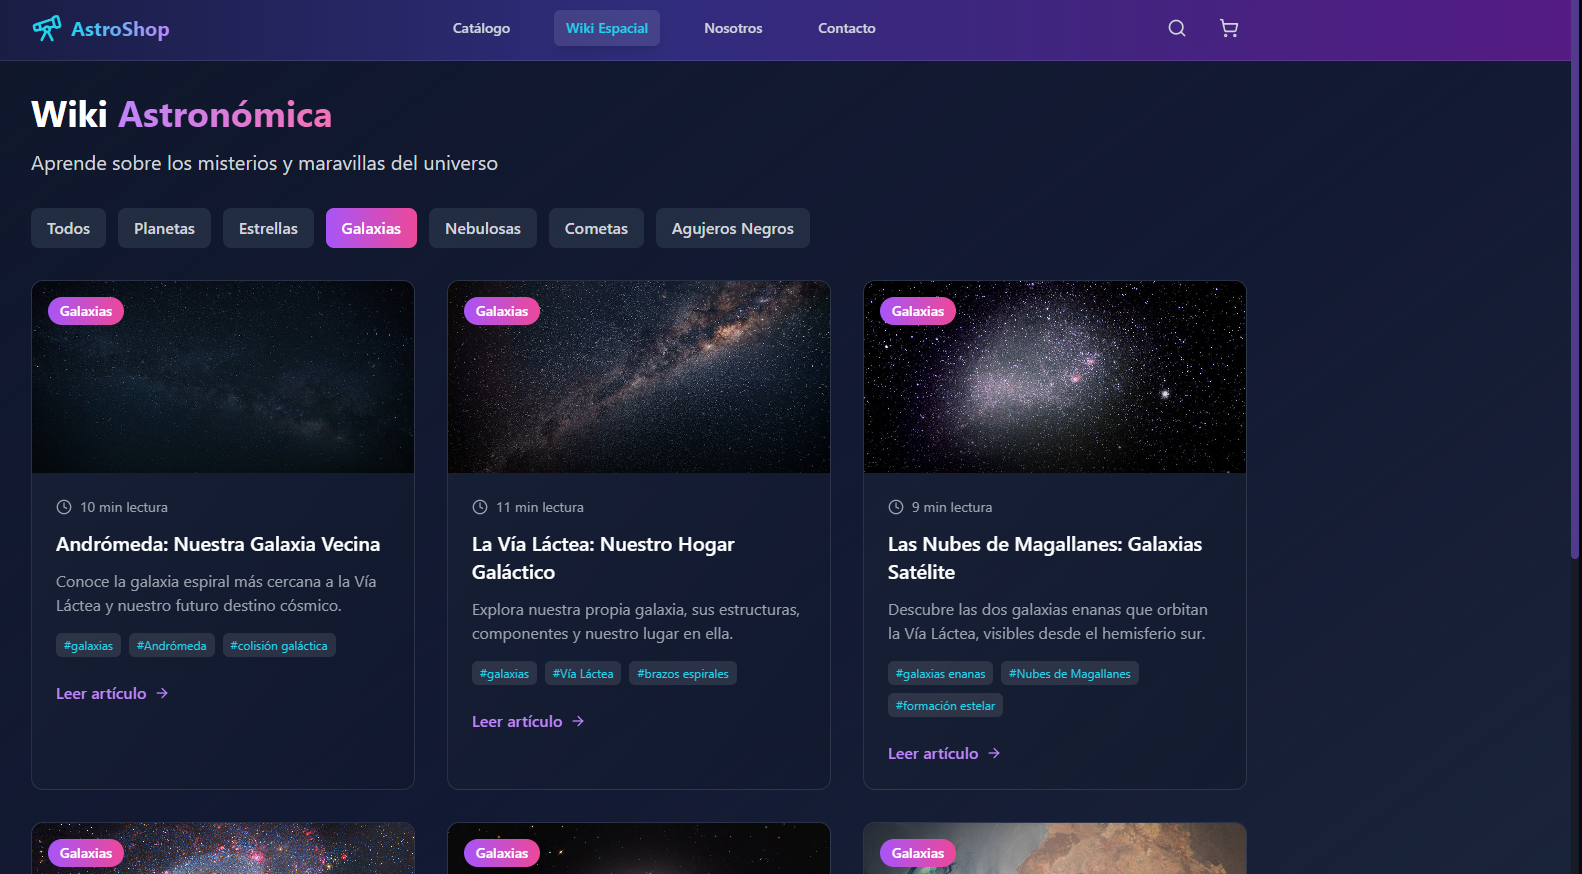 AstroShop
Catálogo
Wiki Espacial
Nosotros
Contacto
Wiki Astronómica
Aprende sobre los misterios y maravillas del universo
Todos
Planetas
Estrellas
Galaxias
Nebulosas
Cometas
Agujeros Negros
Galaxias
10 min lectura
Andrómeda: Nuestra Galaxia Vecina
Conoce la galaxia espiral más cercana a la Vía
Láctea y nuestro futuro destino cósmico.
#galaxias
#Andrómeda
#colisión galáctica
Leer artículo
Galaxias
11 min lectura
La Vía Láctea: Nuestro Hogar
Galáctico
Explora nuestra propia galaxia, sus estructuras,
componentes y nuestro lugar en ella.
#galaxias
#Vía Láctea
#brazos espirales
Leer artículo
Galaxias
9 min lectura
Las Nubes de Magallanes: Galaxias
Satélite
Descubre las dos galaxias enanas que orbitan
la Vía Láctea, visibles desde el hemisferio sur.
#galaxias enanas
#Nubes de Magallanes
#formación estelar
Leer artículo
Galaxias
Galaxias
Galaxias